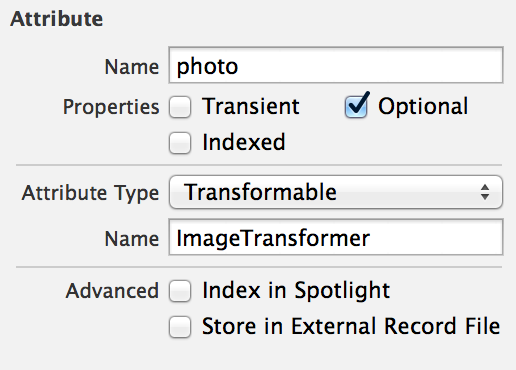 Attribute
Name photo
Properties Transient Optional
Indexed
Attribute Type Transformable
Name ImageTransformer
Advanced Index in Spotlight
Store in External Record File